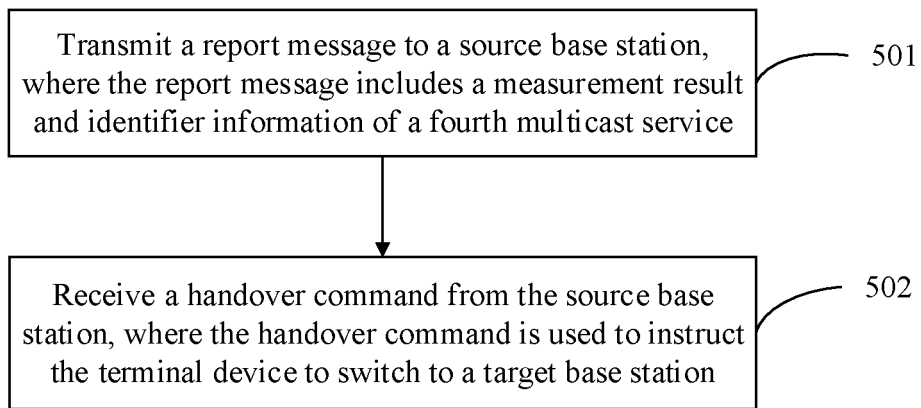 Transmit a report message to a source base station,
where the report message includes a measurement result
and identifier information of a fourth multicast service
501
Receive a handover command from the source base
station, where the handover command is used to instruct
the terminal device to switch to a target base station
502